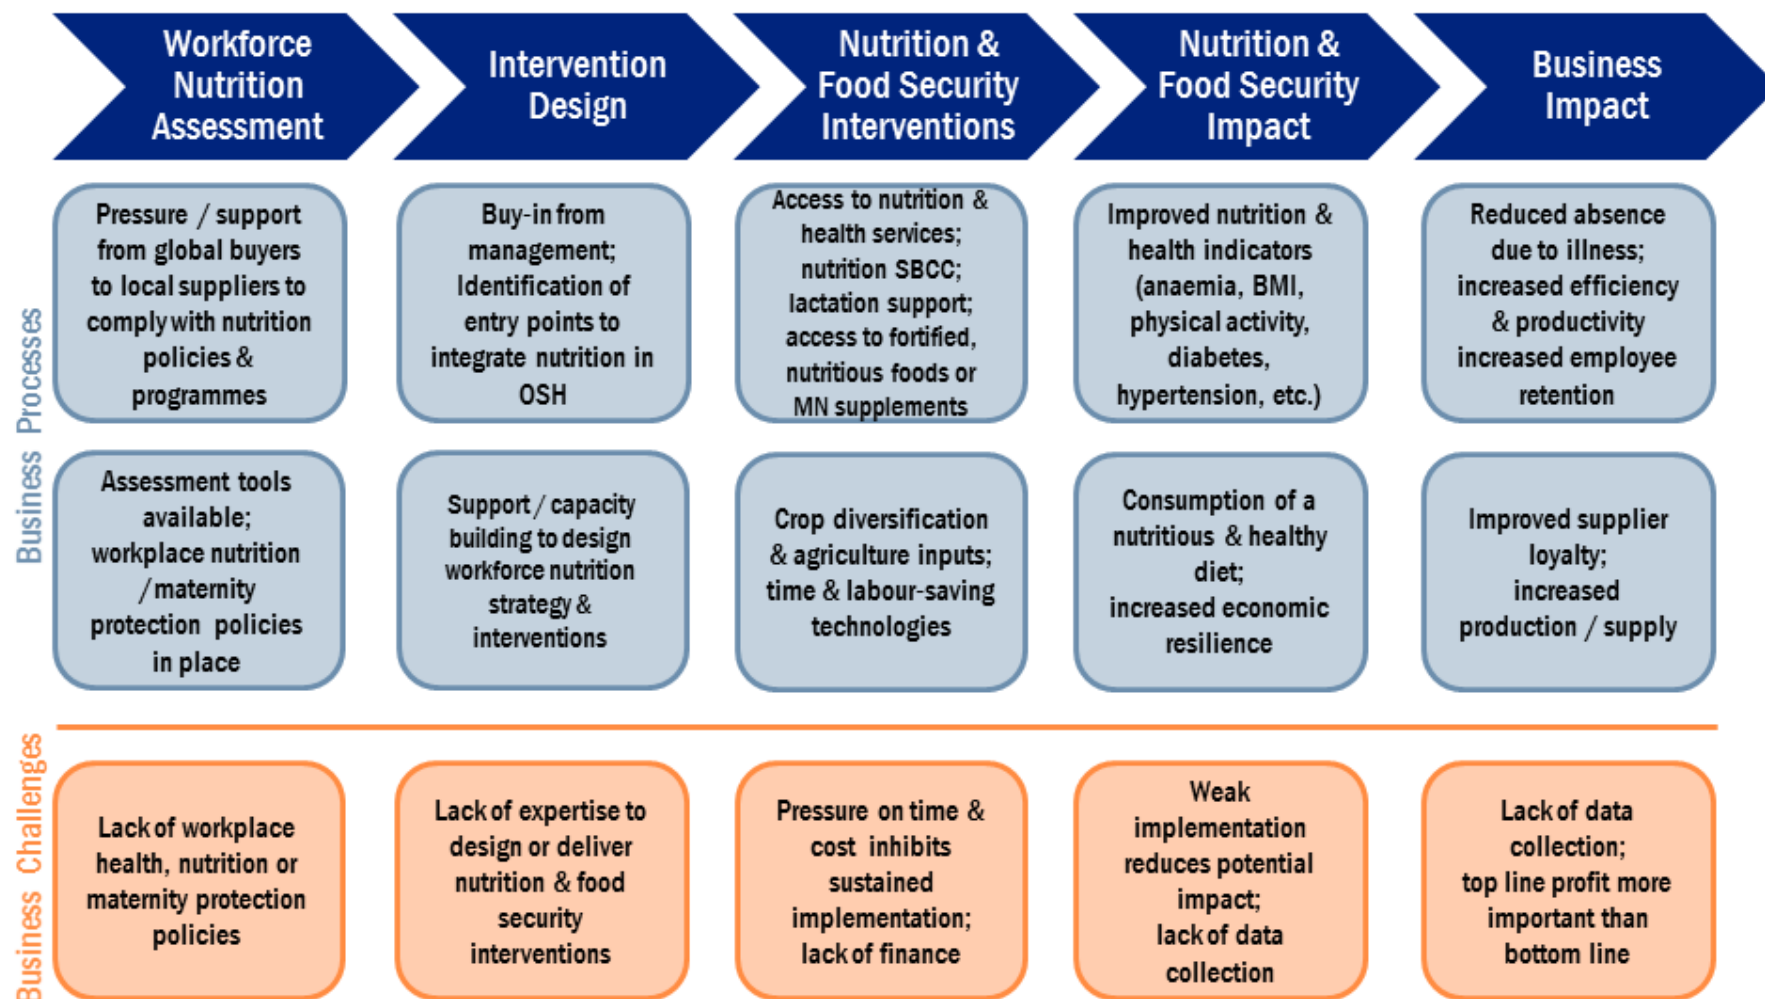 Workforce
Nutrition
Assessment
Intervention
Design
Nutrition &
Food Security
Interventions
Nutrition &
Food Security
Impact
Business
Impact
Business Processes
Pressure / support
from global buyers
to local suppliers to
comply with nutrition
policies &
programmes
Buy-in from
management;
Identification of
entry points to
integrate nutrition in
OSH
Access to nutrition &
health services;
nutrition SBCC;
lactation support;
access to fortified,
nutritious foods or
MN supplements
Improved nutrition &
health indicators
(anaemia, BMI,
physical activity,
diabetes,
hypertension, etc.)
Reduced absence
due to illness;
increased efficiency
& productivity
increased employee
retention
Assessment tools
available;
workplace nutrition
/maternity
protection policies
in place
Support / capacity
building to design
workforce nutrition
strategy &
interventions
Crop diversification
& agriculture inputs;
time & labour-saving
technologies
Consumption of a
nutritious & healthy
diet;
increased economic
resilience
Improved supplier
loyalty;
increased
production / supply
Business Challenges
Lack of workplace
health, nutrition or
maternity protection
policies
Lack of expertise to
design or deliver
nutrition & food
security
interventions
Pressure on time &
cost inhibits
sustained
implementation;
lack of finance
Weak
implementation
reduces potential
impact;
lack of data
collection
Lack of data
collection;
top line profit more
important than
bottom line